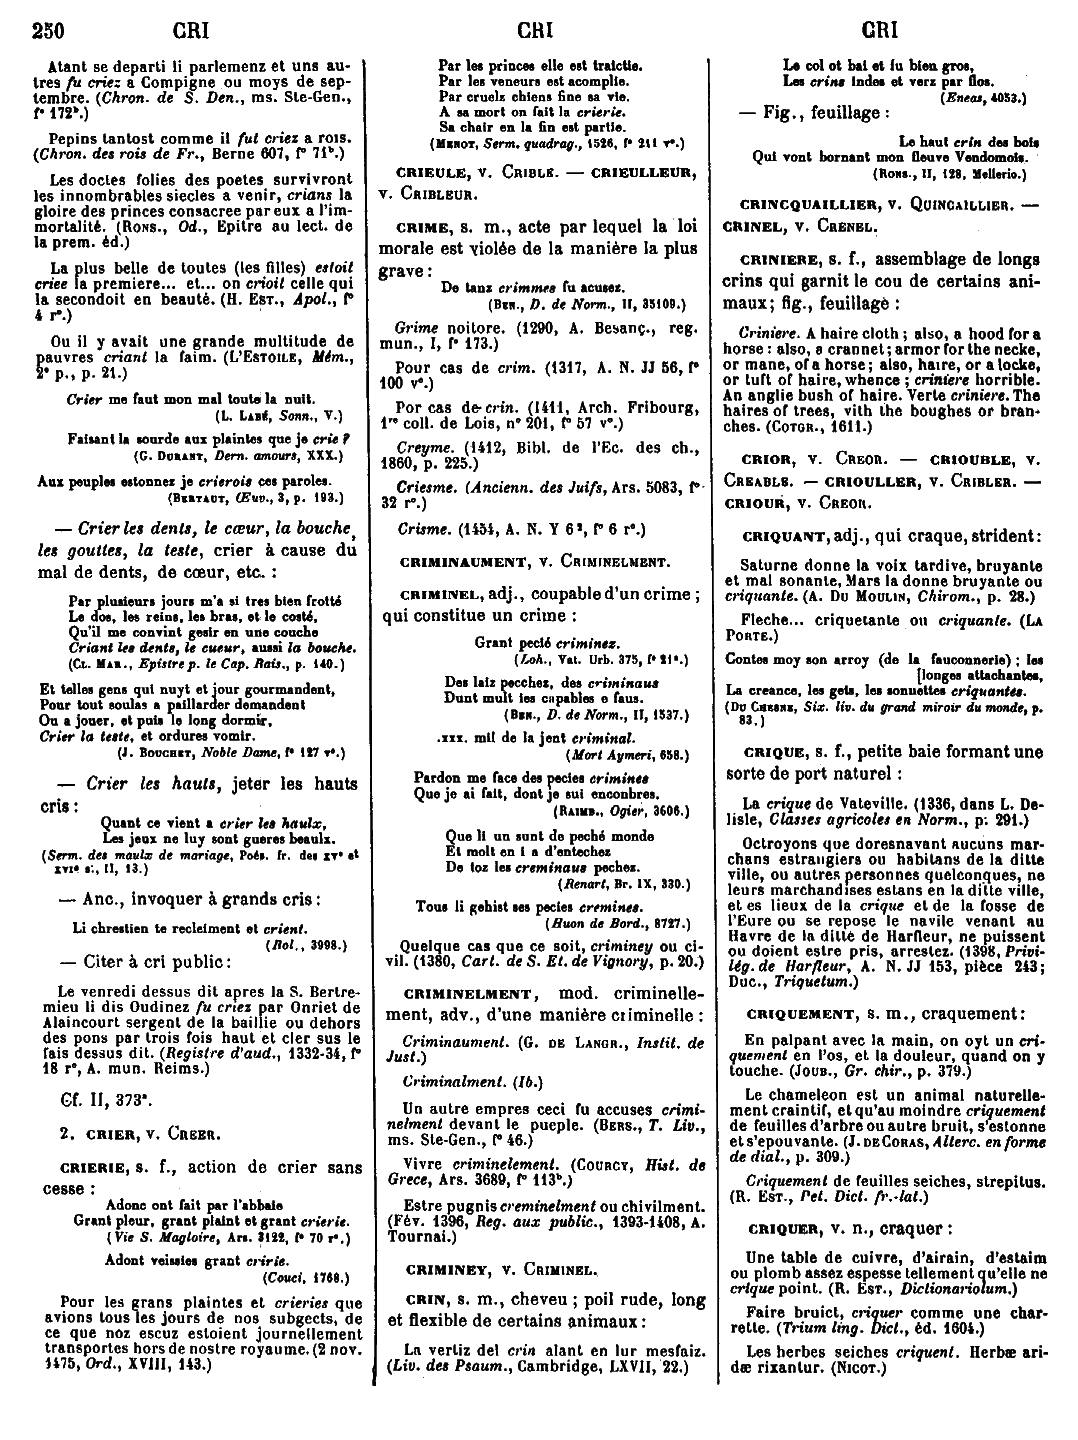 250 CRI CRI CRI
Atant se departi li parlemenz et uns au-
tres fu criez a Compigne ou moys de sep-
tembre. (Chron. de S. Den., ms. Ste-Gen.,
f° 172ᵇ.)
Pepins tantost comme il fut criez a rois.
(Chron. des rois de Fr., Berne 607, f° 71ᵇ.)
Les doctes folies des poetes survivront
les innombrables siecles a venir, crians la
gloire des princes consacree par eux a l'im-
mortalité. (Rons., Od., Epitre au lect. de
la prem. éd.)
La plus belle de toutes (les filles) estoit
criee la premiere... et... on crioit celle qui
la secondoit en beauté. (H. Est., Apol., f°
4 r°.)
Ou il y avait une grande multitude de
pauvres criant la faim. (L'Estoile, Mém.,
2° p., p. 21.)
Crier me faut mon mal toute la nuit.
(L. Labé, Sonn., V.)
Faisant la sourde aux plaintes que je crie ?
(G. Durant, Dern. amours, XXX.)
Aux peuples estonnez je crierois ces paroles.
(Bertaut, Œuv., 3, p. 193.)
— Crier les dents, le cœur, la bouche,
les gouttes, la teste, crier à cause du
mal de dents, de cœur, etc. :
Par plusieurs jours m'a si tres bien frotté
Le dos, les reins, les bras, et le costé,
Qu'il me convint gesir en une couche
Criant les dents, le cueur, aussi la bouche.
(Cl. Mar., Epistre p. le Cap. Rais., p. 140.)
Et telles gens qui nuyt et jour gourmandent,
Pour tout soulas a paillarder demandent
Ou a jouer, et puis le long dormir,
Crier la teste, et ordures vomir.
(J. Bouchet, Noble Dame, f° 127 v°.)
— Crier les hauts, jeter les hauts
cris :
Quant ce vient a crier les haulx,
Les jeux ne luy sont gueres beaulx.
(Serm. des maulx de mariage, Poés. fr. des xvᵉ et
xviᵉ s., II, 13.)
— Anc., invoquer à grands cris :
Li chrestien te recleiment et crient.
(Rol., 3998.)
— Citer à cri public :
Le venredi dessus dit apres la S. Bertre-
mieu li dis Oudinez fu criez par Onriet de
Alaincourt sergent de la baillie ou dehors
des pons par trois fois haut et cler sus le
fais dessus dit. (Registre d'aud., 1332-34, f°
18 r°, A. mun. Reims.)
Cf. II, 373ᵃ.
2. CRIER, v. Creer.
CRIERIE, s. f., action de crier sans
cesse :
Adonc ont fait par l'abbaie
Grant pleur, grant plaint et grant crierie.
(Vie S. Magloire, Ars. 3122, f° 70 r°.)
Adont veissies grant cririe.
(Couci, 1768.)
Pour les grans plaintes et crieries que
avions tous les jours de nos subgects, de
ce que noz escuz estoient journellement
transportes hors de nostre royaume. (2 nov.
1475, Ord., XVIII, 143.)
Par les princes elle est traictie.
Par les veneurs est acomplie.
Par cruelz chiens fine sa vie.
A sa mort on fait la crierie.
Sa chair en la fin est partie.
(Menot, Serm. quadrag., 1526, f° 211 v°.)
CRIEULE, v. Crible. — CRIEULLEUR,
v. Cribleur.
CRIME, s. m., acte par lequel la loi
morale est violée de la manière la plus
grave :
De tanz crimmes fu acusez.
(Ben., D. de Norm., II, 35109.)
Grime noitore. (1290, A. Besanç., reg.
mun., I, f° 173.)
Pour cas de crim. (1317, A. N. JJ 56, f°
100 v°.)
Por cas de crin. (1411, Arch. Fribourg,
1ʳᵉ coll. de Lois, n° 201, f° 57 v°.)
Creyme. (1412, Bibl. de l'Ec. des ch.,
1860, p. 225.)
Criesme. (Ancienn. des Juifs, Ars. 5083, f°
32 r°.)
Crisme. (1454, A. N. Y 6², f° 6 r°.)
CRIMINAUMENT, v. Criminelment.
CRIMINEL, adj., coupable d'un crime ;
qui constitue un crime :
Grant pecié criminez.
(Loh., Vat. Urb. 375, f° 21ᵃ.)
Des laiz pecchez, des criminaus
Dunt mult les cupables e faus.
(Ben., D. de Norm., II, 1537.)
.xxx. mil de la jent criminal.
(Mort Aymeri, 658.)
Pardon me face des pecies crimines
Que je ai fait, dont je sui enconbres.
(Raimb., Ogier, 3606.)
Que li un sunt de peché monde
Et molt en i a d'entechez
De toz les creminaus pechez.
(Renart, Br. IX, 330.)
Tous li gehist ses pecies cremines.
(Huon de Bord., 8727.)
Quelque cas que ce soit, criminey ou ci-
vil. (1380, Cart. de S. Et. de Vignory, p. 20.)
CRIMINELMENT, mod. criminelle-
ment, adv., d'une manière criminelle :
Criminaument. (G. de Langr., Instit. de
Just.)
Criminalment. (Ib.)
Un autre empres ceci fu accuses crimi-
nelment devant le pueple. (Bers., T. Liv.,
ms. Ste-Gen., f° 46.)
Vivre criminelement. (Courcy, Hist. de
Grece, Ars. 3689, f° 113ᵇ.)
Estre pugnis creminelment ou chivilment.
(Fév. 1396, Reg. aux public., 1393-1408, A.
Tournai.)
CRIMINEY, v. Criminel.
CRIN, s. m., cheveu ; poil rude, long
et flexible de certains animaux :
La vertiz del crin alant en lur mesfaiz.
(Liv. des Psaum., Cambridge, LXVII, 22.)
Le col ot bai et fu bien gros,
Les crins indes et verz par flos.
(Eneas, 4053.)
— Fig., feuillage :
Le haut crin des bois
Qui vont bornant mon fleuve Vendomois.
(Rons., II, 128, Mellerio.)
CRINCQUAILLIER, v. Quincaillier. —
CRINEL, v. Crenel.
CRINIERE, s. f., assemblage de longs
crins qui garnit le cou de certains ani-
maux ; fig., feuillage :
Criniere. A haire cloth ; also, a hood for a
horse : also, a crannet ; armor for the necke,
or mane, of a horse ; also, haire, or a locke,
or tuft of haire, whence ; criniere horrible.
An anglie bush of haire. Verte criniere. The
haires of trees, vith the boughes or bran-
ches. (Cotgr., 1611.)
CRIOR, v. Creor. — CRIOUBLE, v.
Creable. — CRIOULLER, v. Cribler. —
CRIOUR, v. Creor.
CRIQUANT, adj., qui craque, strident :
Saturne donne la voix tardive, bruyante
et mal sonante, Mars la donne bruyante ou
criquante. (A. Du Moulin, Chirom., p. 28.)
Fleche... criquetante ou criquante. (La
Porte.)
Contes moy son arroy (de la fauconnerie) ; les
[longes attachantes,
La creance, les gets, les sonuettes criquantes.
(Du Chesne, Six. liv. du grand miroir du monde, p.
83.)
CRIQUE, s. f., petite baie formant une
sorte de port naturel :
La crique de Vateville. (1336, dans L. De-
lisle, Classes agricoles en Norm., p. 291.)
Octroyons que doresnavant aucuns mar-
chans estrangiers ou habitans de la ditte
ville, ou autres personnes quelconques, ne
leurs marchandises estans en la ditte ville,
et es lieux de la crique et de la fosse de
l'Eure ou se repose le navile venant au
Havre de la ditte de Harfleur, ne puissent
ou doient estre pris, arrestez. (1398, Privi-
lég. de Harfleur, A. N. JJ 153, pièce 243 ;
Duc., Triquetum.)
CRIQUEMENT, s. m., craquement :
En palpant avec la main, on oyt un cri-
quement en l'os, et la douleur, quand on y
touche. (Joub., Gr. chir., p. 379.)
Le chameleon est un animal naturelle-
ment craintif, et qu'au moindre criquement
de feuilles d'arbre ou autre bruit, s'estonne
et s'epouvante. (J. de Coras, Alterc. en forme
de dial., p. 309.)
Criquement de feuilles seiches, strepitus.
(R. Est., Pet. Dict. fr.-lat.)
CRIQUER, v. n., craquer :
Une table de cuivre, d'airain, d'estaim
ou plomb assez espesse tellement qu'elle ne
crique point. (R. Est., Dictionariolum.)
Faire bruict, criquer comme une char-
rette. (Trium ling. Dict., éd. 1604.)
Les herbes seiches criquent. Herbæ ari-
dæ rixantur. (Nicot.)